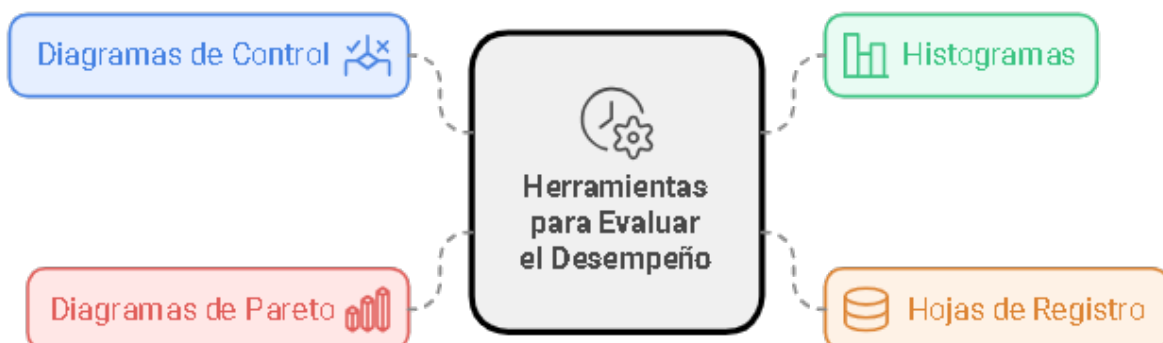 Diagramas de Control
Histogramas
Herramientas
para Evaluar
el Desempeño
Diagramas de Pareto
Hojas de Registro